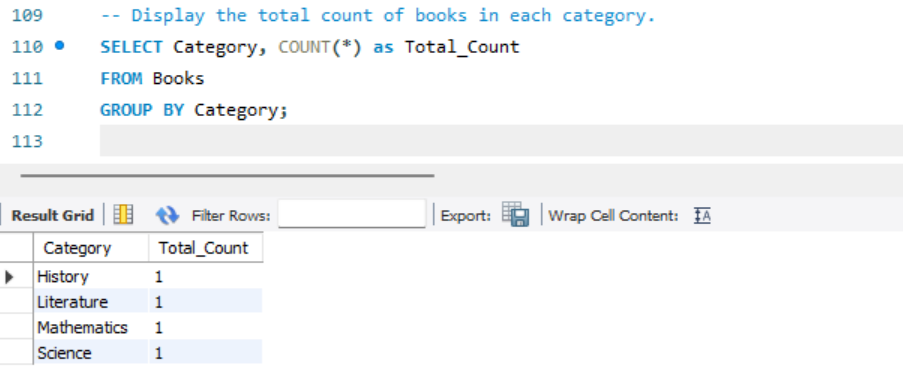 109 -- Display the total count of books in each category.
110 SELECT Category, COUNT(*) as Total_Count
111 FROM Books
112 GROUP BY Category;
113
Result Grid Filter Rows: Export: Wrap Cell Content: IA
Category Total_Count
History 1
Literature 1
Mathematics 1
Science 1